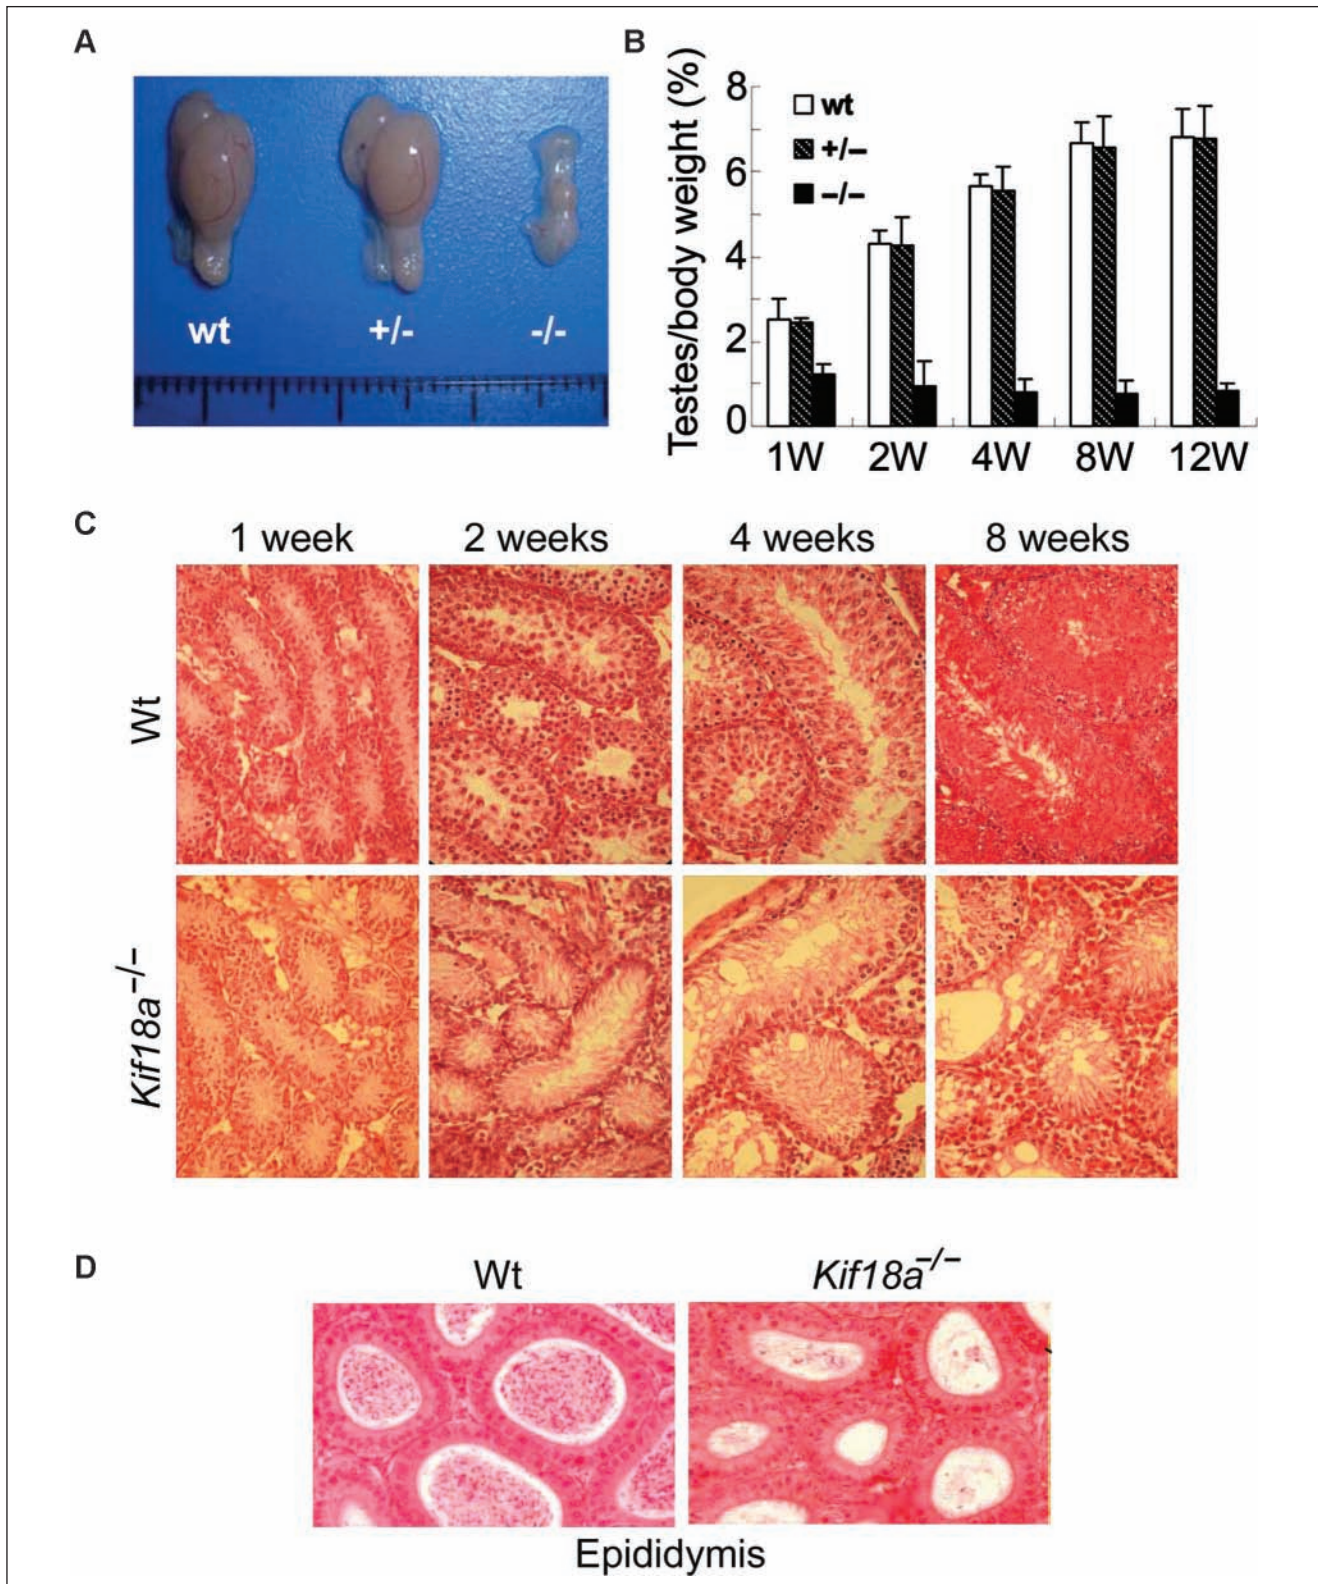 A
wt
+/-
-/-
B
Testes/body weight (%)
8
6
4
2
0
wt
+/–
–/–
1W 2W 4W 8W 12W
C
1 week 2 weeks 4 weeks 8 weeks
Wt
Kif18a–/–
D
Wt Kif18a–/–
Epididymis